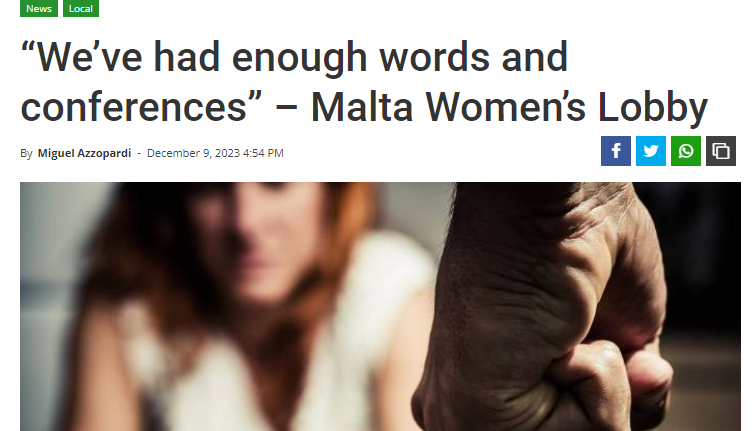 News Local
“We’ve had enough words and
conferences” – Malta Women’s Lobby
By Miguel Azzopardi - December 9, 2023 4:54 PM